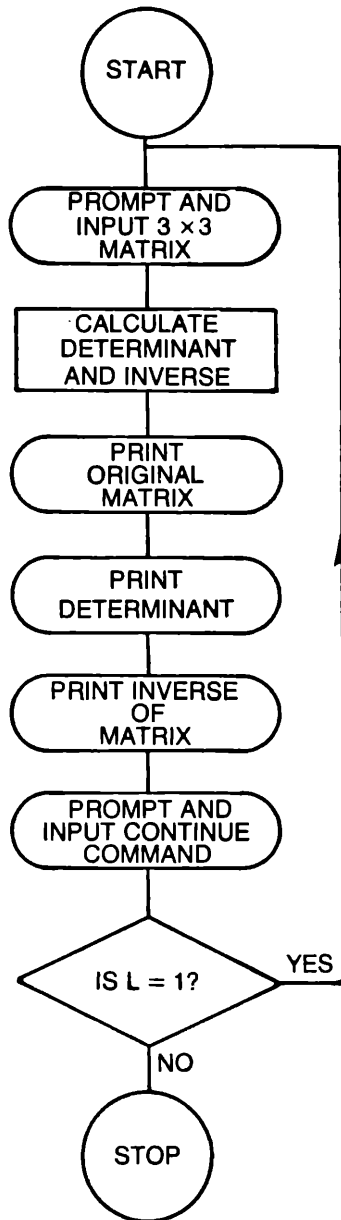 START
PROMPT AND
INPUT 3 × 3
MATRIX
CALCULATE
DETERMINANT
AND INVERSE
PRINT
ORIGINAL
MATRIX
PRINT
DETERMINANT
PRINT INVERSE
OF
MATRIX
PROMPT AND
INPUT CONTINUE
COMMAND
IS L = 1?
YES
NO
STOP